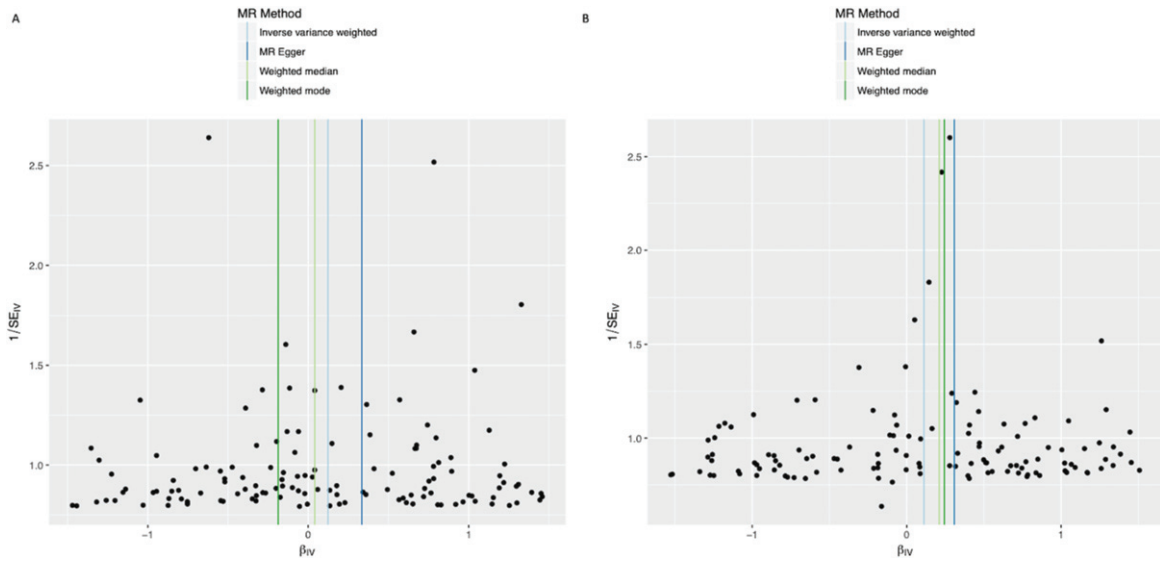 A
MR Method
Inverse variance weighted
MR Egger
Weighted median
Weighted mode
2.5
2.0
1.5
1.0
1/SE_IV
−1
0
1
β_IV
B
MR Method
Inverse variance weighted
MR Egger
Weighted median
Weighted mode
2.5
2.0
1.5
1.0
1/SE_IV
−1
0
1
β_IV